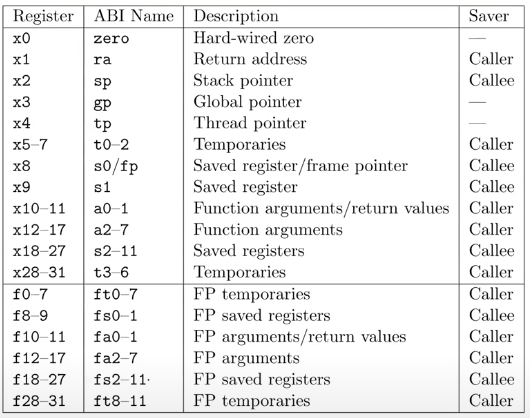 Register ABI Name Description Saver
x0 zero Hard-wired zero —
x1 ra Return address Caller
x2 sp Stack pointer Callee
x3 gp Global pointer —
x4 tp Thread pointer —
x5–7 t0–2 Temporaries Caller
x8 s0/fp Saved register/frame pointer Callee
x9 s1 Saved register Callee
x10–11 a0–1 Function arguments/return values Caller
x12–17 a2–7 Function arguments Caller
x18–27 s2–11 Saved registers Callee
x28–31 t3–6 Temporaries Caller
f0–7 ft0–7 FP temporaries Caller
f8–9 fs0–1 FP saved registers Callee
f10–11 fa0–1 FP arguments/return values Caller
f12–17 fa2–7 FP arguments Caller
f18–27 fs2–11 FP saved registers Callee
f28–31 ft8–11 FP temporaries Caller